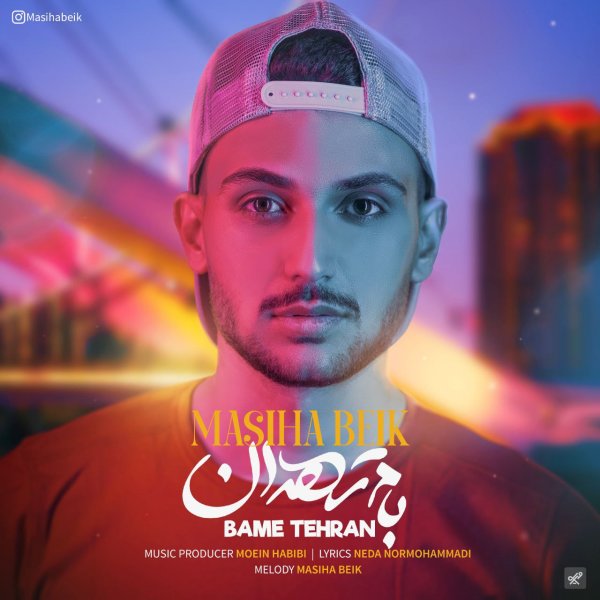 Masihabeik
MASIHA BEIK
بام تهران
BAME TEHRAN
MUSIC PRODUCER MOEIN HABIBI | LYRICS NEDA NORMOHAMMADI
MELODY MASIHA BEIK